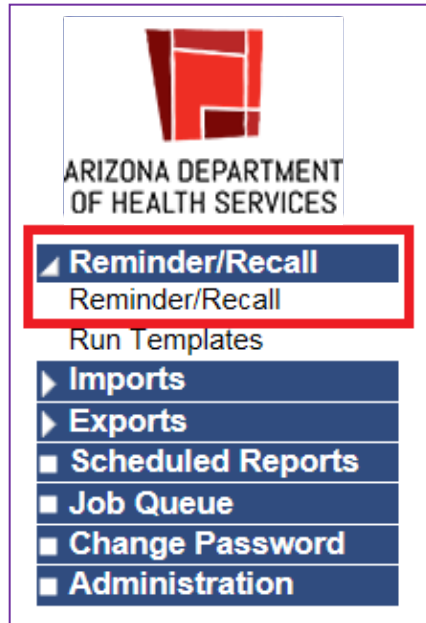 ARIZONA DEPARTMENT
OF HEALTH SERVICES
Reminder/Recall
Reminder/Recall
Run Templates
Imports
Exports
Scheduled Reports
Job Queue
Change Password
Administration